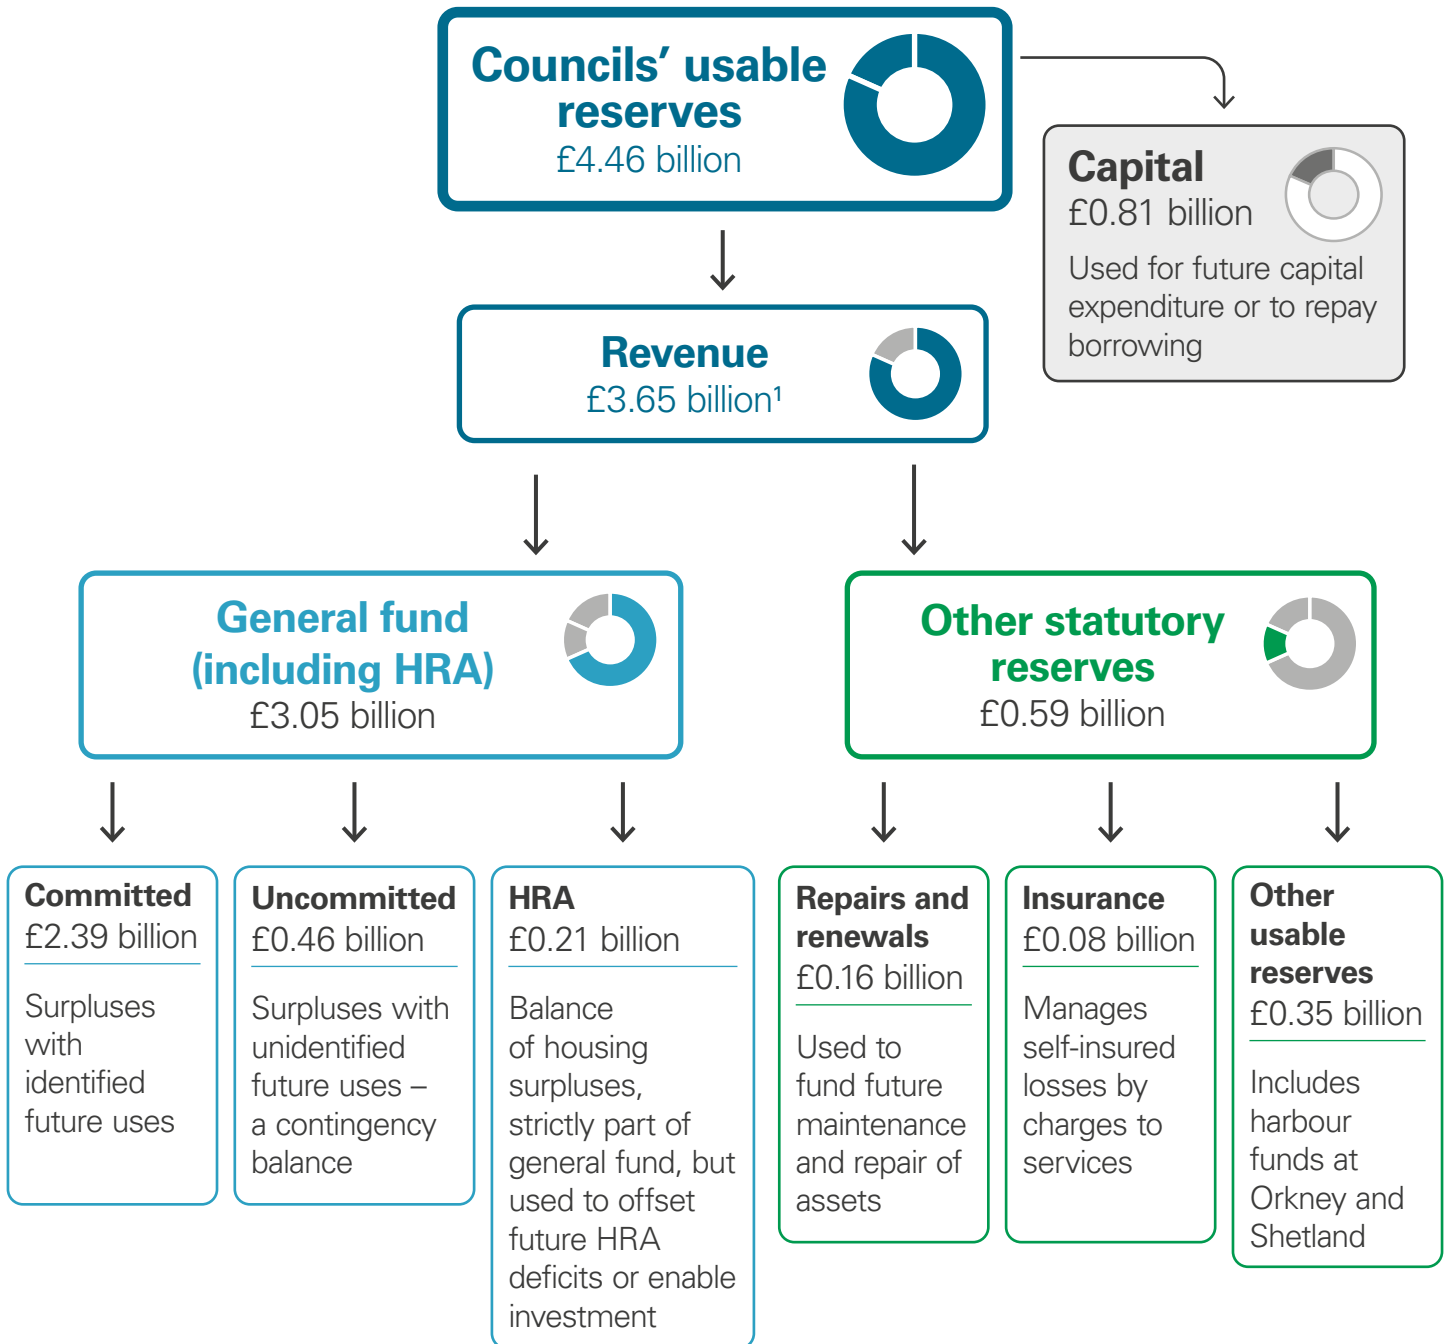 Councils’ usable
reserves
£4.46 billion
Capital
£0.81 billion
Used for future capital
expenditure or to repay
borrowing
Revenue
£3.65 billion¹
General fund
(including HRA)
£3.05 billion
Other statutory
reserves
£0.59 billion
Committed
£2.39 billion
Surpluses
with
identified
future uses
Uncommitted
£0.46 billion
Surpluses with
unidentified
future uses –
a contingency
balance
HRA
£0.21 billion
Balance
of housing
surpluses,
strictly part of
general fund, but
used to offset
future HRA
deficits or enable
investment
Repairs and
renewals
£0.16 billion
Used to
fund future
maintenance
and repair of
assets
Insurance
£0.08 billion
Manages
self-insured
losses by
charges to
services
Other
usable
reserves
£0.35 billion
Includes
harbour
funds at
Orkney and
Shetland